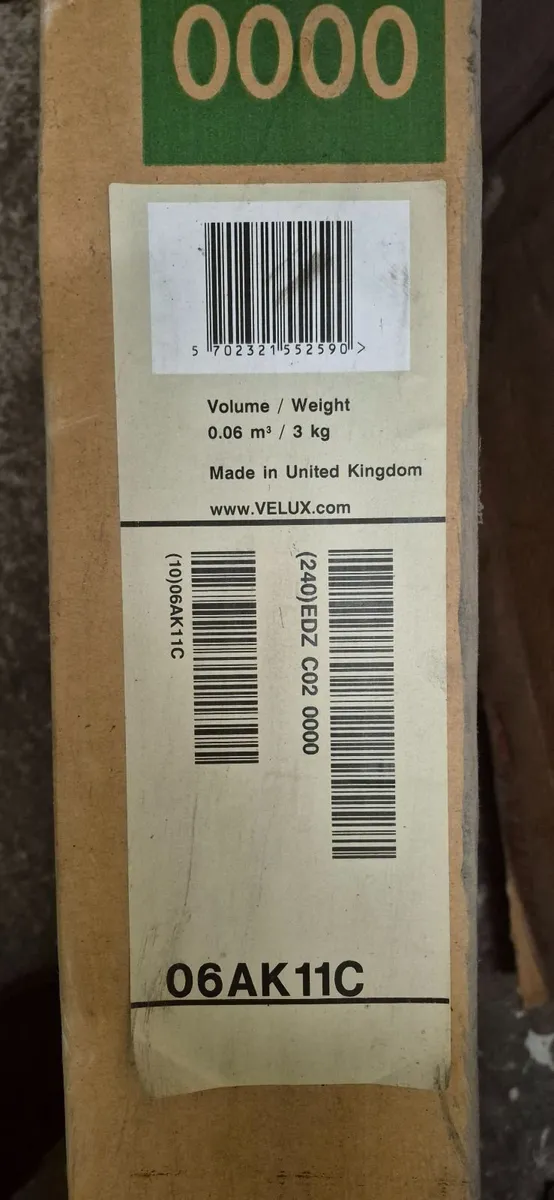 0000
5 702321 552590 >
Volume / Weight
0.06 m³ / 3 kg
Made in United Kingdom
www.VELUX.com
(10)06AK11C
(240)EDZ C02 0000
06AK11C